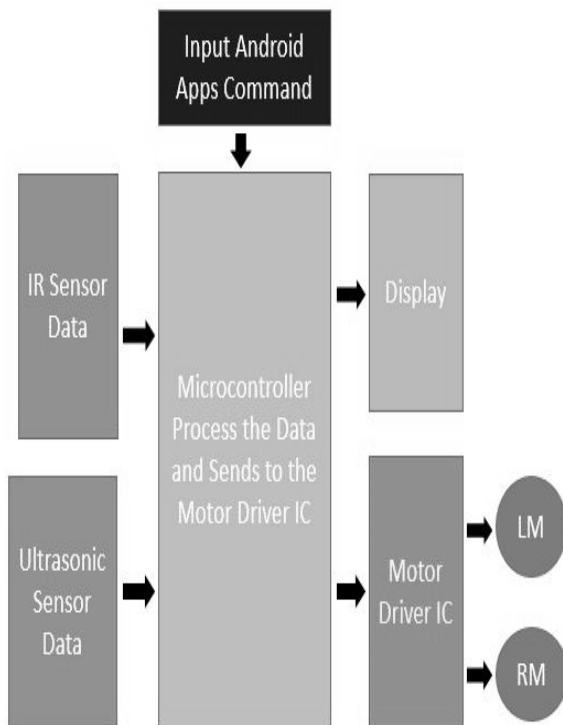 Input Android
Apps Command
IR Sensor
Data
Microcontroller
Process the Data
and Sends to the
Motor Driver IC
Display
Ultrasonic
Sensor
Data
Motor
Driver IC
LM
RM